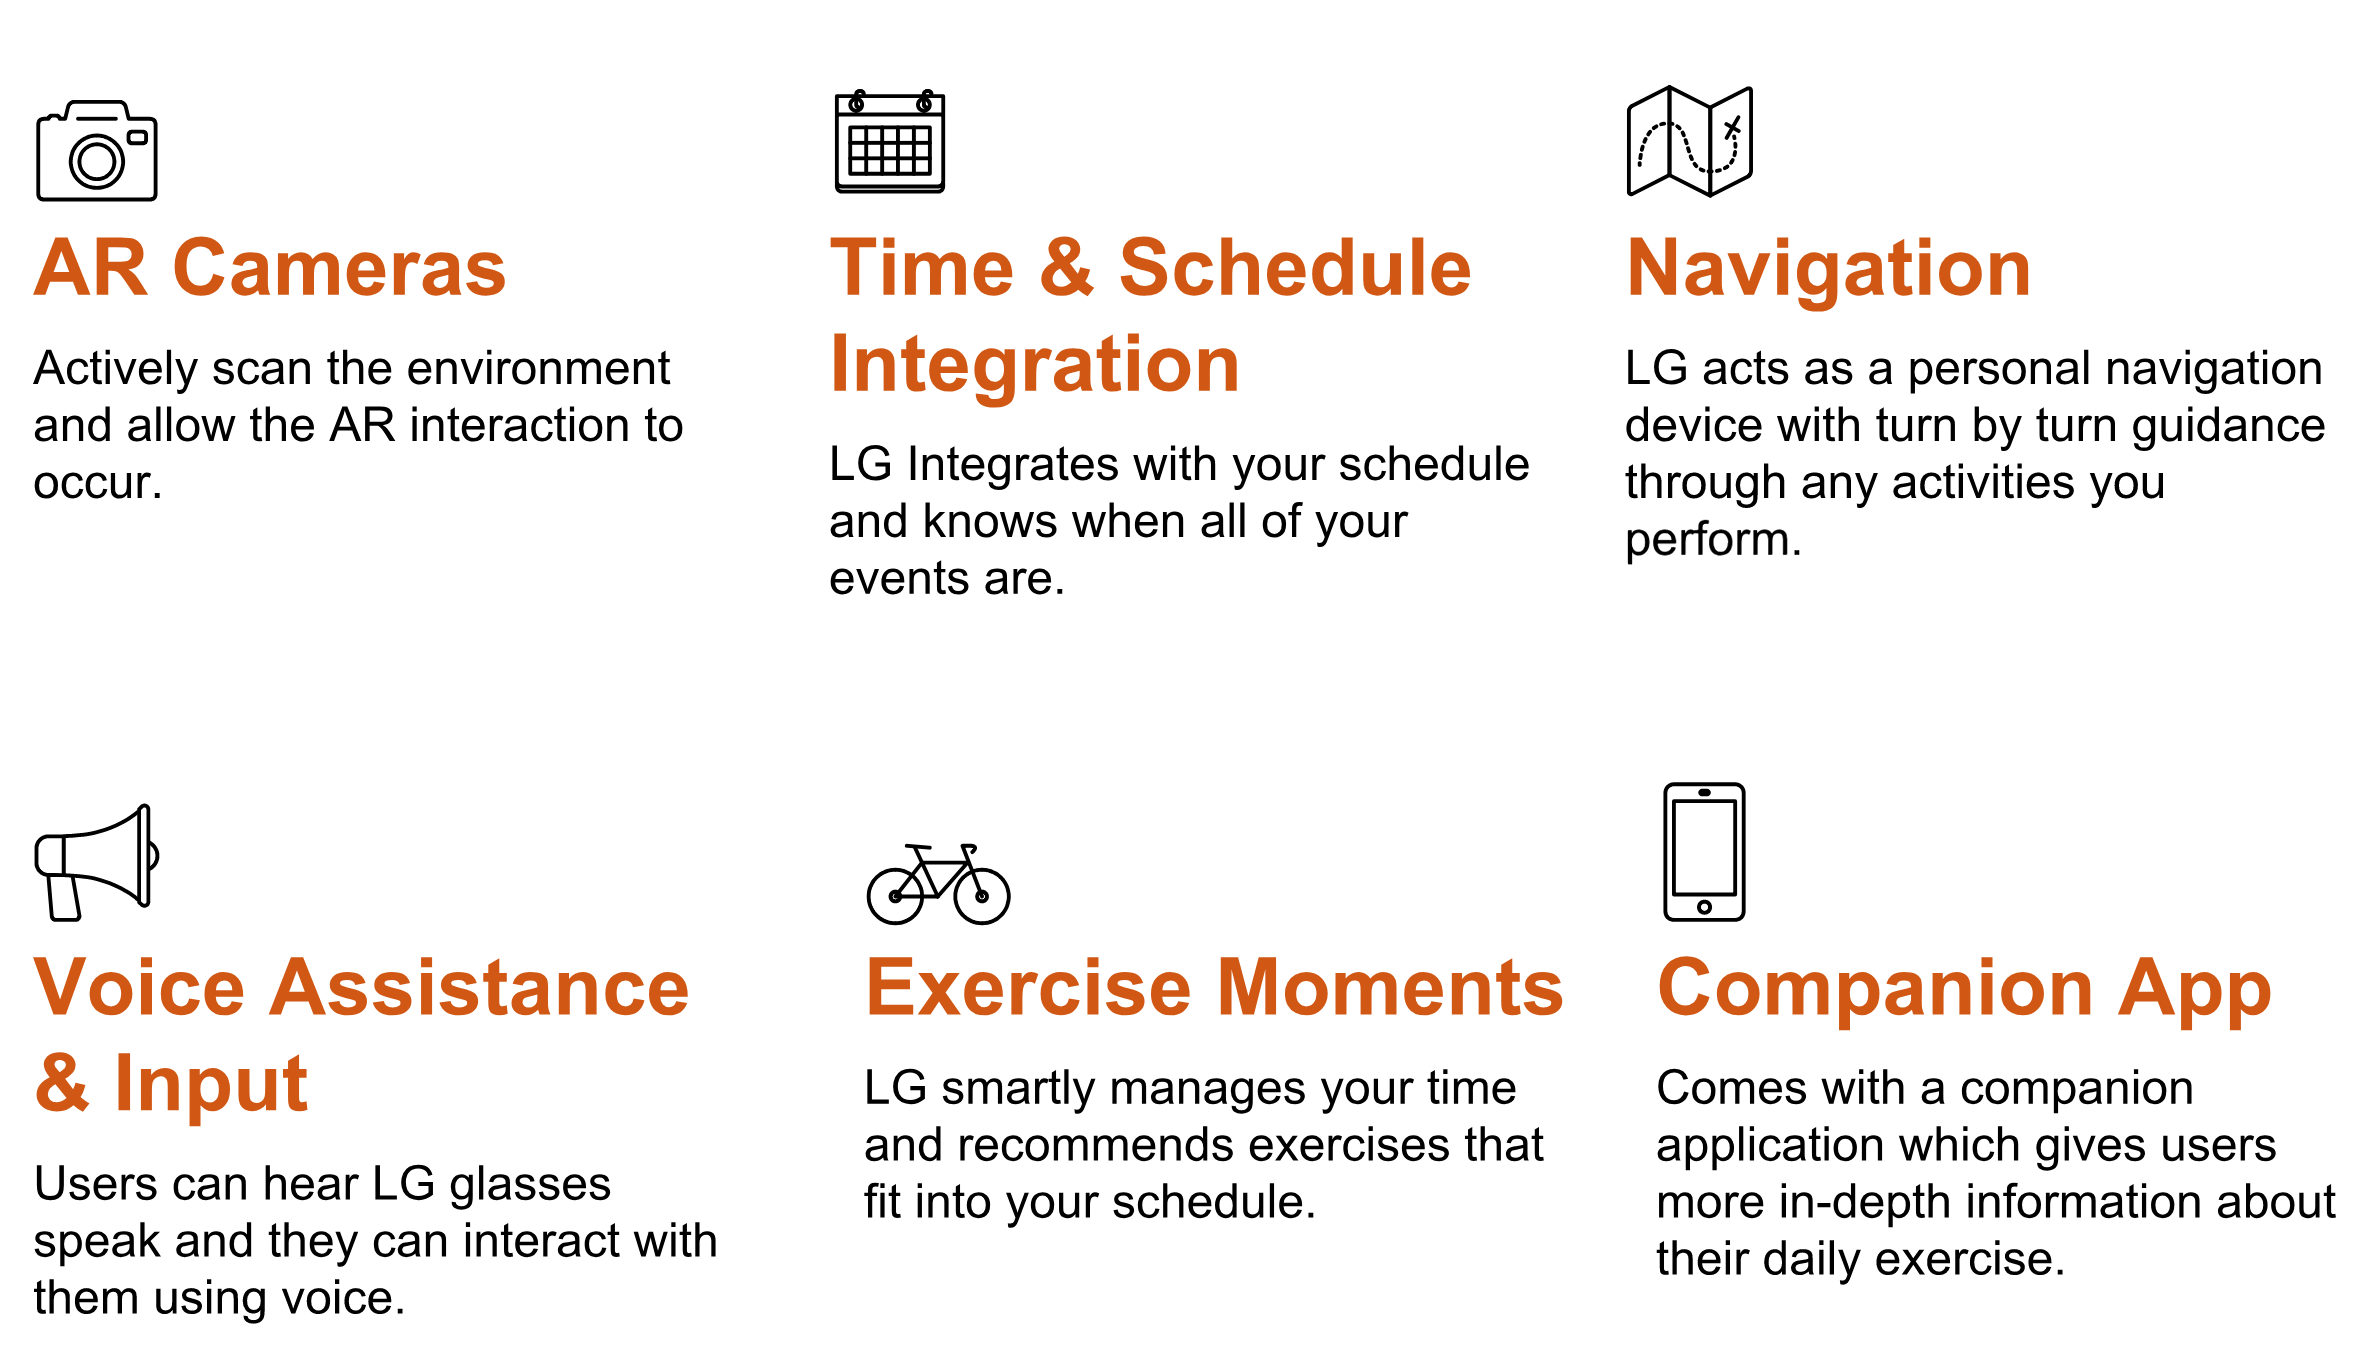 AR Cameras
Actively scan the environment
and allow the AR interaction to
occur.
Time & Schedule
Integration
LG Integrates with your schedule
and knows when all of your
events are.
Navigation
LG acts as a personal navigation
device with turn by turn guidance
through any activities you
perform.
Voice Assistance
& Input
Users can hear LG glasses
speak and they can interact with
them using voice.
Exercise Moments
LG smartly manages your time
and recommends exercises that
fit into your schedule.
Companion App
Comes with a companion
application which gives users
more in-depth information about
their daily exercise.